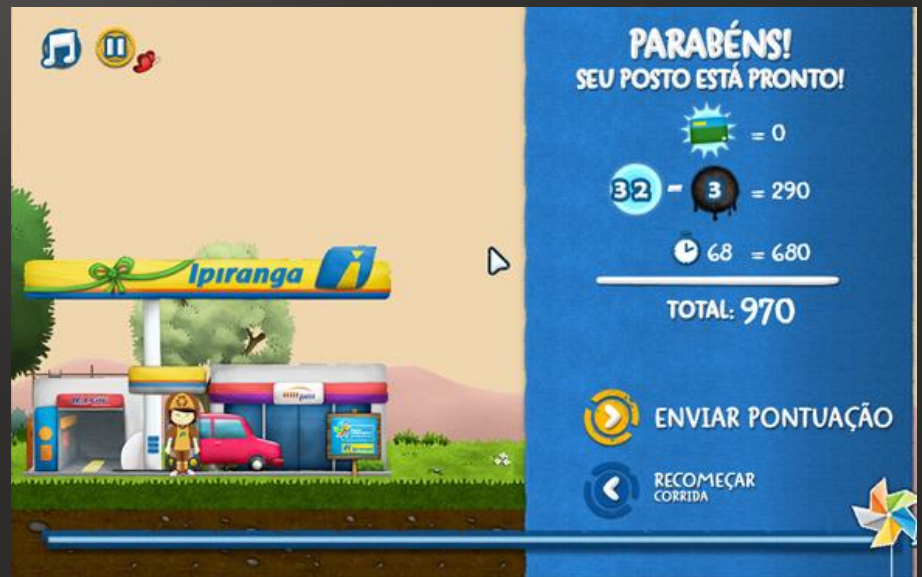 PARABÉNS!
SEU POSTO ESTÁ PRONTO!
= 0
32 - 3 = 290
68 = 680
TOTAL: 970
Ipiranga
ENVIAR PONTUAÇÃO
RECOMEÇAR
CORRIDA